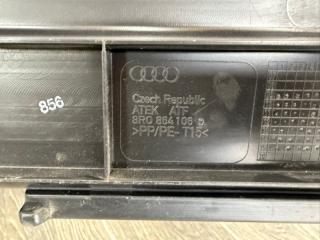 856
Czech Republic
ATEK ATF
8R0 864 106
>PP/PE- T15<